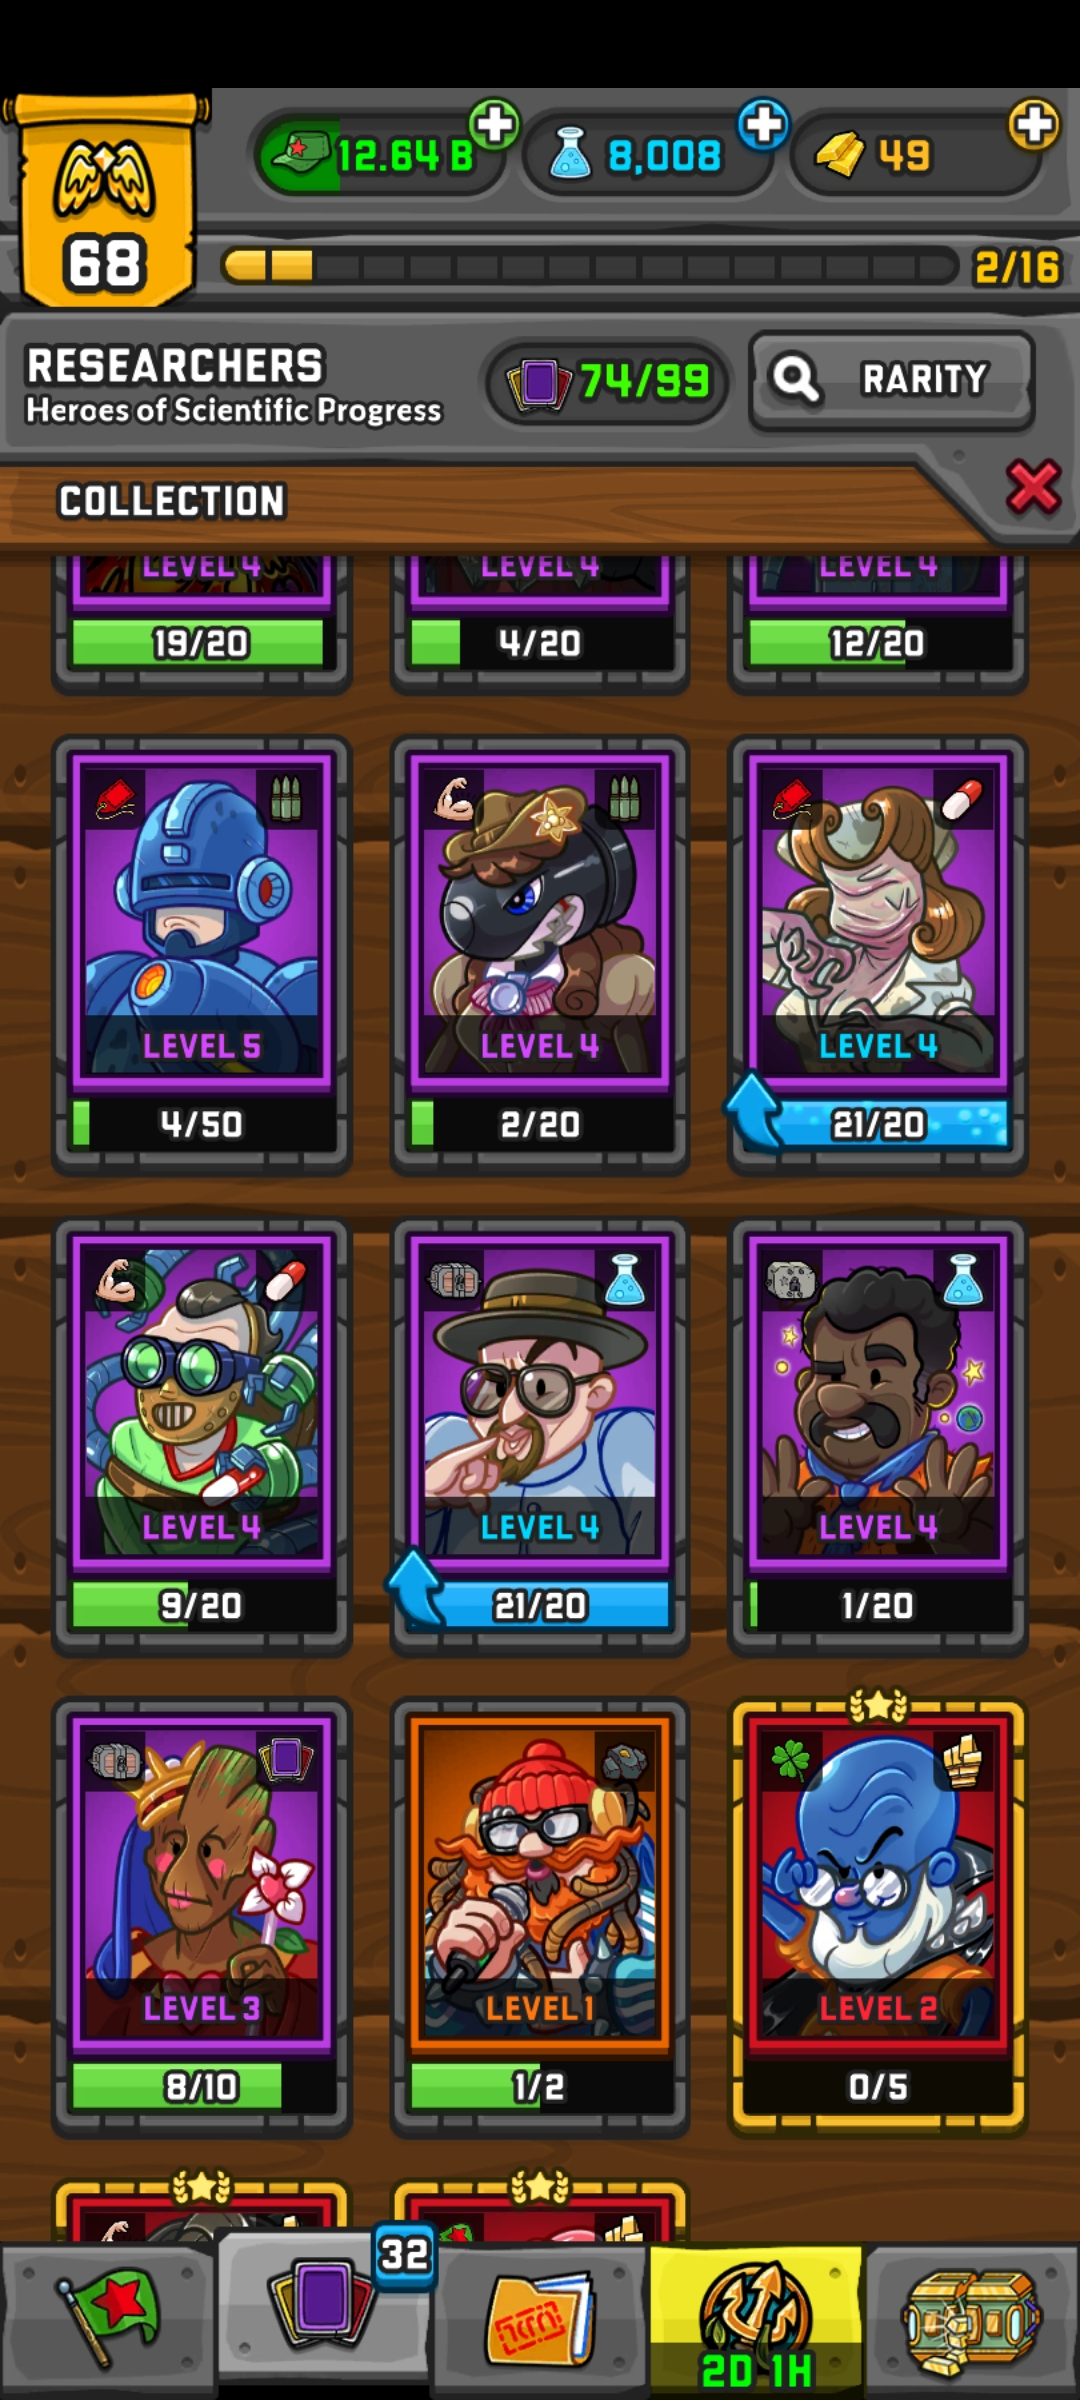 12.64 B
8,008
49
68
2/16
RESEARCHERS
Heroes of Scientific Progress
74/99
RARITY
COLLECTION
LEVEL 4
LEVEL 4
LEVEL 4
19/20
4/20
12/20
LEVEL 5
LEVEL 4
LEVEL 4
4/50
2/20
21/20
LEVEL 4
LEVEL 4
LEVEL 4
9/20
21/20
1/20
LEVEL 3
LEVEL 1
LEVEL 2
8/10
1/2
0/5
32
2D 1H